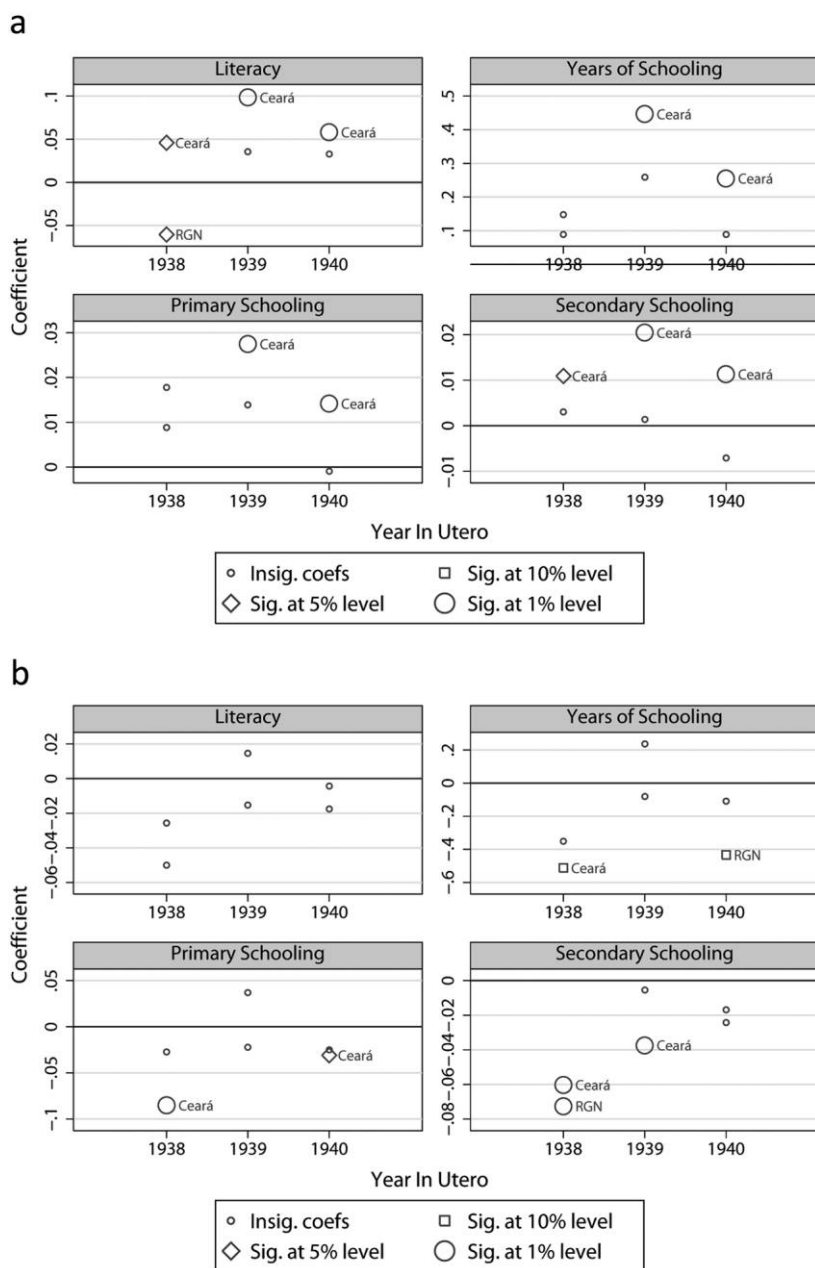 a
Literacy
Years of Schooling
.1
.05
0
-.05
Ceará
Ceará
Ceará
RGN
1938 1939 1940
.5
.4
.3
.2
.1
Ceará
Ceará
1938 1939 1940
Coefficient
Primary Schooling
Secondary Schooling
.03
.02
.01
0
Ceará
Ceará
1938 1939 1940
.02
.01
0
-.01
Ceará
Ceará
Ceará
1938 1939 1940
Year In Utero
Insig. coefs Sig. at 10% level
Sig. at 5% level Sig. at 1% level
b
Literacy
Years of Schooling
.02
0
-.02
-.04
-.06
1938 1939 1940
.2
0
-.2
-.4
-.6
Ceará
RGN
1938 1939 1940
Coefficient
Primary Schooling
Secondary Schooling
.05
0
-.05
-.1
Ceará
Ceará
1938 1939 1940
0
-.02
-.04
-.06
-.08
Ceará
Ceará
RGN
1938 1939 1940
Year In Utero
Insig. coefs Sig. at 10% level
Sig. at 5% level Sig. at 1% level